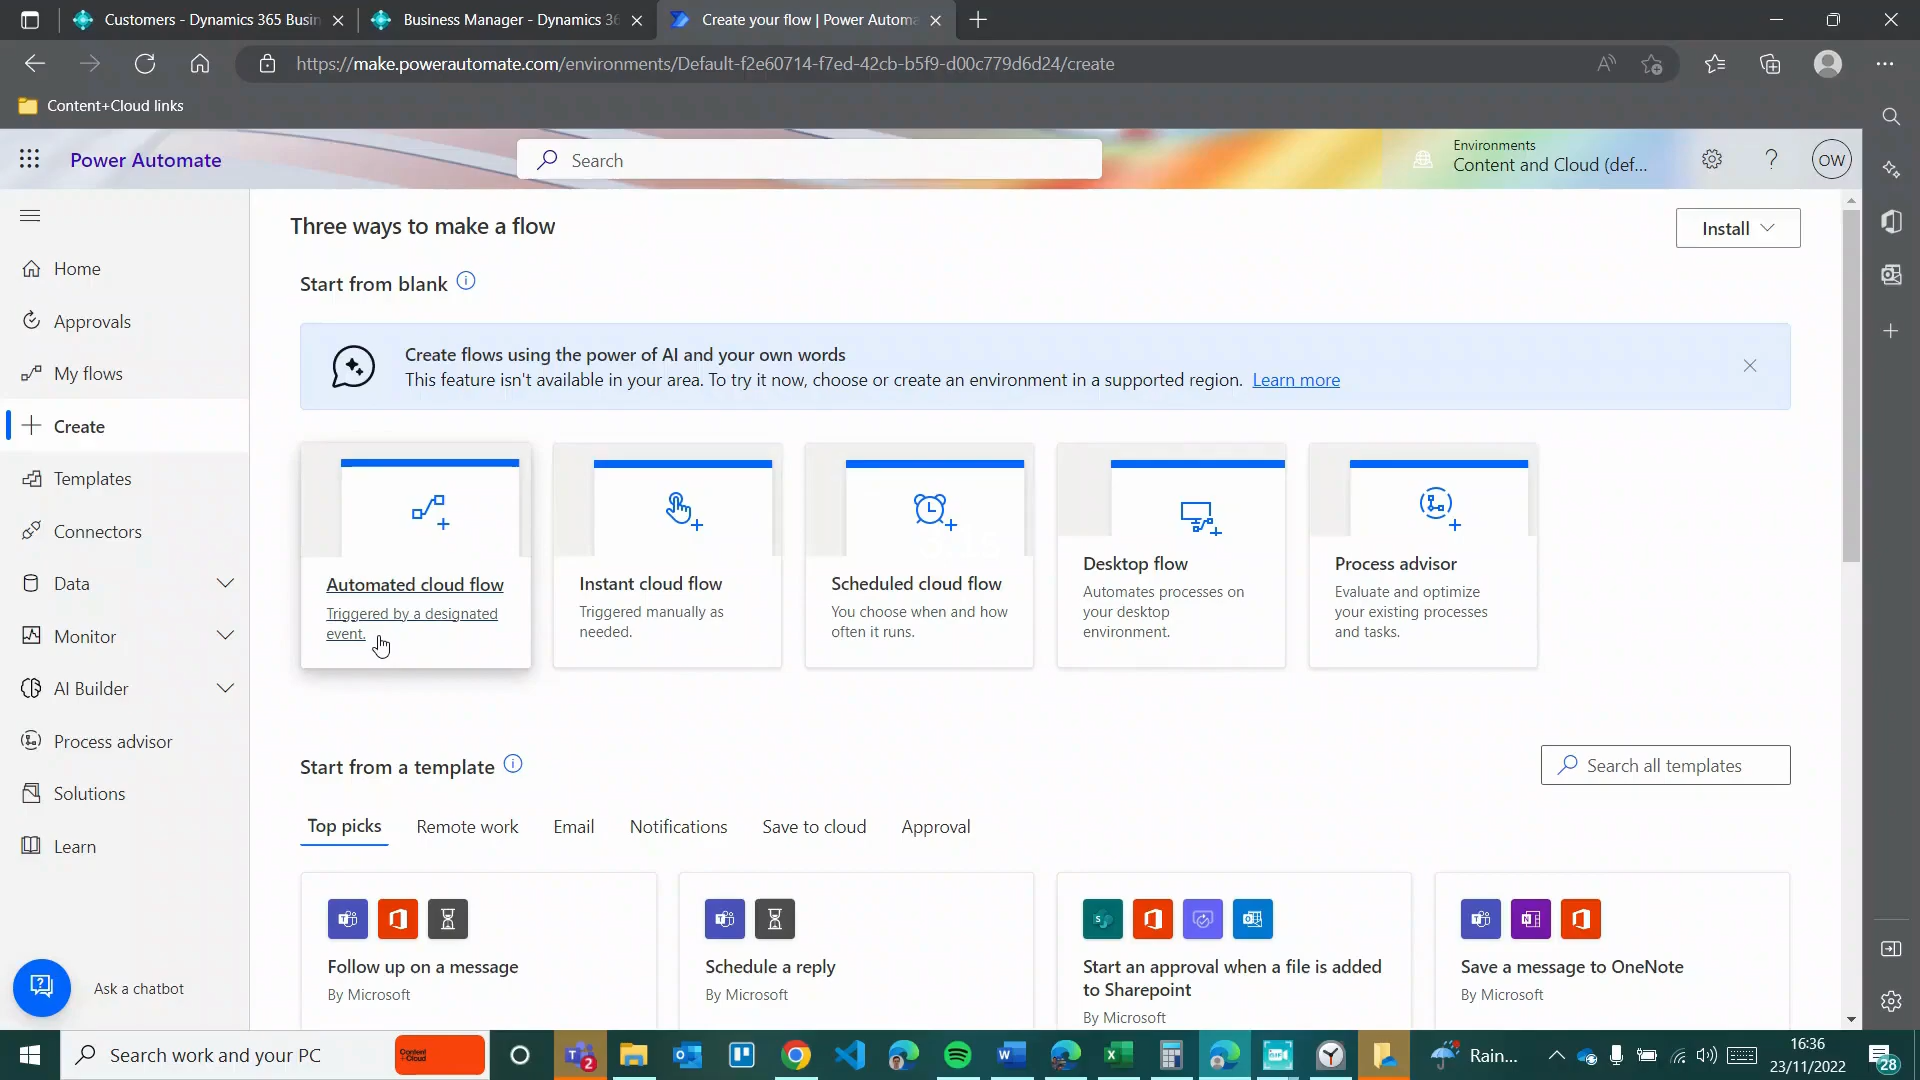 Customers - Dynamics 365 Busin
Business Manager - Dynamics 36
Create your flow | Power Automa
https://make.powerautomate.com/environments/Default-f2e60714-f7ed-42cb-b5f9-d00c779d6d24/create
Content+Cloud links
Power Automate
Search
Environments
Content and Cloud (def...
?
OW
Home
Approvals
My flows
Create
Templates
Connectors
Data
Monitor
AI Builder
Process advisor
Solutions
Learn
Ask a chatbot
Three ways to make a flow
Install
Start from blank
Create flows using the power of AI and your own words
This feature isn't available in your area. To try it now, choose or create an environment in a supported region. Learn more
Automated cloud flow
Triggered by a designated
event.
Instant cloud flow
Triggered manually as
needed.
Scheduled cloud flow
You choose when and how
often it runs.
Desktop flow
Automates processes on
your desktop
environment.
Process advisor
Evaluate and optimize
your existing processes
and tasks.
Start from a template
Search all templates
Top picks
Remote work
Email
Notifications
Save to cloud
Approval
Follow up on a message
By Microsoft
Schedule a reply
By Microsoft
Start an approval when a file is added
to Sharepoint
By Microsoft
Save a message to OneNote
By Microsoft
Search work and your PC
Content
+Cloud
2
Rain...
16:36
23/11/2022
28